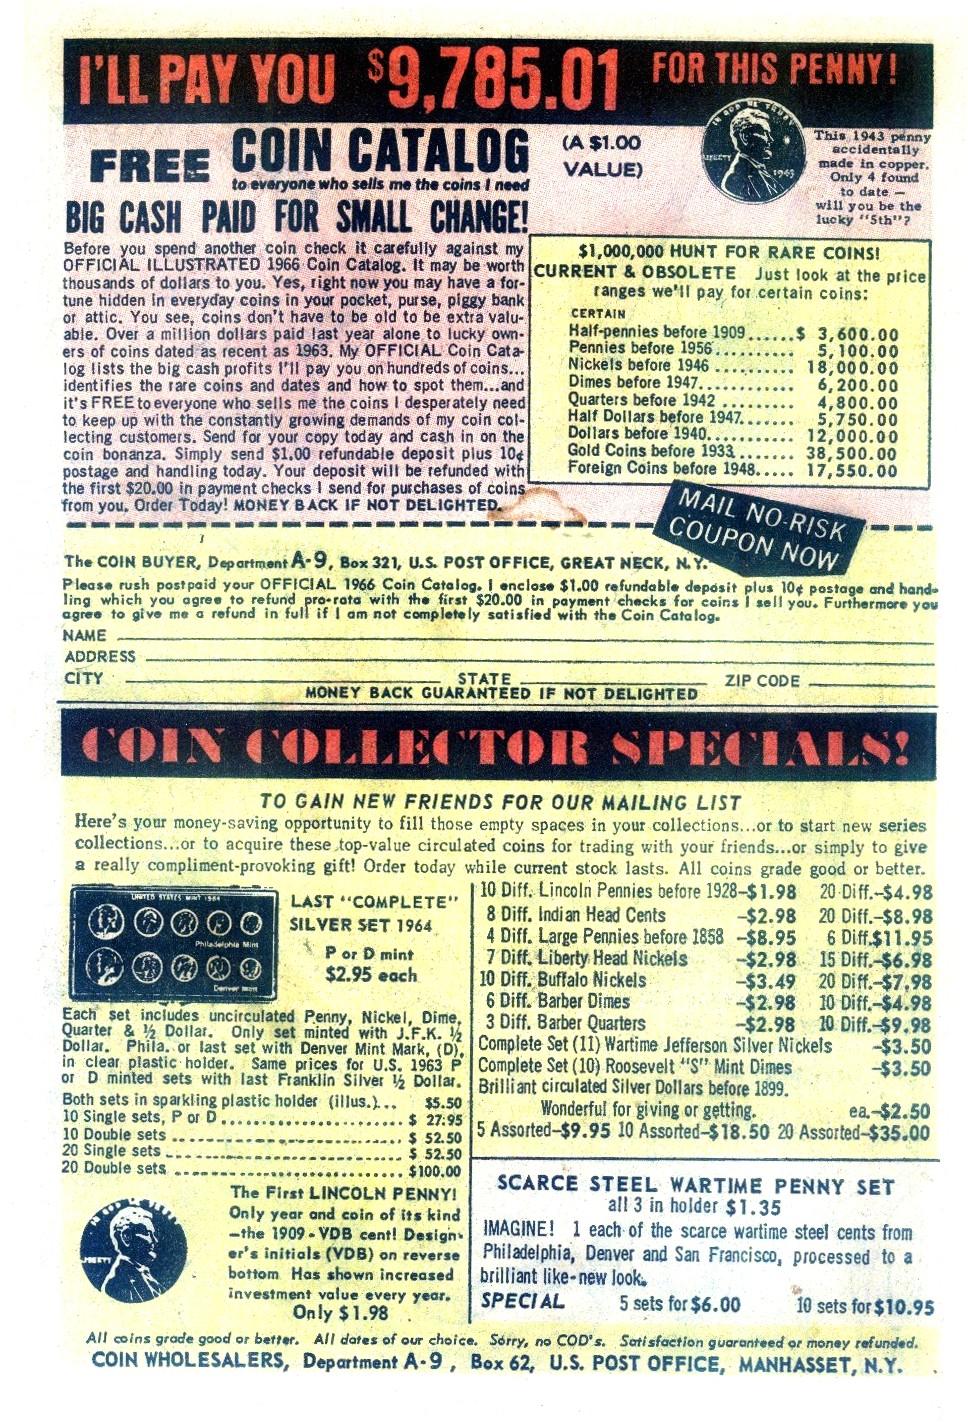 I'LL PAY YOU $9,785.01 FOR THIS PENNY!
FREE COIN CATALOG (A $1.00 VALUE)
to everyone who sells me the coins I need
BIG CASH PAID FOR SMALL CHANGE!
IN GOD WE TRUST
LIBERTY
1943
This 1943 penny
accidentally
made in copper.
Only 4 found
to date —
will you be the
lucky "5th"?
Before you spend another coin check it carefully against my
OFFICIAL ILLUSTRATED 1966 Coin Catalog. It may be worth
thousands of dollars to you. Yes, right now you may have a for-
tune hidden in everyday coins in your pocket, purse, piggy bank
or attic. You see, coins don't have to be old to be extra valu-
able. Over a million dollars paid last year alone to lucky own-
ers of coins dated as recent as 1963. My OFFICIAL Coin Cata-
log lists the big cash profits I'll pay you on hundreds of coins...
identifies the rare coins and dates and how to spot them...and
it's FREE to everyone who sells me the coins I desperately need
to keep up with the constantly growing demands of my coin col-
lecting customers. Send for your copy today and cash in on the
coin bonanza. Simply send $1.00 refundable deposit plus 10¢
postage and handling today. Your deposit will be refunded with
the first $20.00 in payment checks I send for purchases of coins
from you. Order Today! MONEY BACK IF NOT DELIGHTED.
$1,000,000 HUNT FOR RARE COINS!
CURRENT & OBSOLETE Just look at the price
ranges we'll pay for certain coins:
CERTAIN
Half-pennies before 1909......$ 3,600.00
Pennies before 1956.......... 5,100.00
Nickels before 1946 .......... 18,000.00
Dimes before 1947............ 6,200.00
Quarters before 1942 ......... 4,800.00
Half Dollars before 1947....... 5,750.00
Dollars before 1940........... 12,000.00
Gold Coins before 1933........ 38,500.00
Foreign Coins before 1948..... 17,550.00
MAIL NO-RISK
COUPON NOW
The COIN BUYER, Department A-9, Box 321, U.S. POST OFFICE, GREAT NECK, N.Y.
Please rush postpaid your OFFICIAL 1966 Coin Catalog. I enclose $1.00 refundable deposit plus 10¢ postage and hand-
ling which you agree to refund pro-rata with the first $20.00 in payment checks for coins I sell you. Furthermore you
agree to give me a refund in full if I am not completely satisfied with the Coin Catalog.
NAME
ADDRESS
CITY STATE ZIP CODE
MONEY BACK GUARANTEED IF NOT DELIGHTED
COIN COLLECTOR SPECIALS!
TO GAIN NEW FRIENDS FOR OUR MAILING LIST
Here's your money-saving opportunity to fill those empty spaces in your collections...or to start new series
collections...or to acquire these top-value circulated coins for trading with your friends...or simply to give
a really compliment-provoking gift! Order today while current stock lasts. All coins grade good or better.
UNITED STATES MINT 1964
Philadelphia Mint
Denver Mint
LAST "COMPLETE"
SILVER SET 1964
P or D mint
$2.95 each
Each set includes uncirculated Penny, Nickel, Dime,
Quarter & ½ Dollar. Only set minted with J.F.K. ½
Dollar. Phila. or last set with Denver Mint Mark, (D),
in clear plastic holder. Same prices for U.S. 1963 P
or D minted sets with last Franklin Silver ½ Dollar.
Both sets in sparkling plastic holder (illus.)... $5.50
10 Single sets, P or D ........................ $ 27.95
10 Double sets ............................... $ 52.50
20 Single sets ............................... $ 52.50
20 Double sets ............................... $100.00
LIBERTY
The First LINCOLN PENNY!
Only year and coin of its kind
—the 1909-VDB cent! Design-
er's initials (VDB) on reverse
bottom Has shown increased
investment value every year.
Only $1.98
10 Diff. Lincoln Pennies before 1928-$1.98 20 Diff.-$4.98
8 Diff. Indian Head Cents -$2.98 20 Diff.-$8.98
4 Diff. Large Pennies before 1858 -$8.95 6 Diff.$11.95
7 Diff. Liberty Head Nickels -$2.98 15 Diff.-$6.98
10 Diff. Buffalo Nickels -$3.49 20 Diff.-$7.98
6 Diff. Barber Dimes -$2.98 10 Diff.-$4.98
3 Diff. Barber Quarters -$2.98 10 Diff.-$9.98
Complete Set (11) Wartime Jefferson Silver Nickels -$3.50
Complete Set (10) Roosevelt "S" Mint Dimes -$3.50
Brilliant circulated Silver Dollars before 1899.
Wonderful for giving or getting. ea.-$2.50
5 Assorted-$9.95 10 Assorted-$18.50 20 Assorted-$35.00
SCARCE STEEL WARTIME PENNY SET
all 3 in holder $1.35
IMAGINE! 1 each of the scarce wartime steel cents from
Philadelphia, Denver and San Francisco, processed to a
brilliant like-new look.
SPECIAL 5 sets for $6.00 10 sets for $10.95
All coins grade good or better. All dates of our choice. Sorry, no COD's. Satisfaction guaranteed or money refunded.
COIN WHOLESALERS, Department A-9, Box 62, U.S. POST OFFICE, MANHASSET, N.Y.